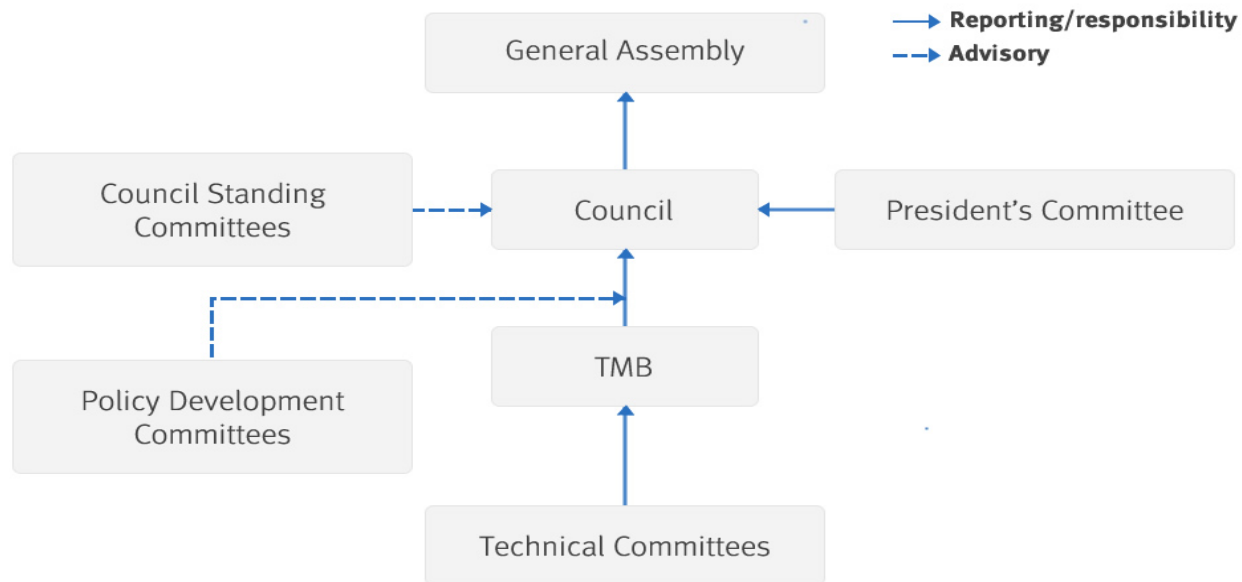 General Assembly
Reporting/responsibility
Advisory
Council Standing
Committees
Council
President's Committee
Policy Development
Committees
TMB
Technical Committees